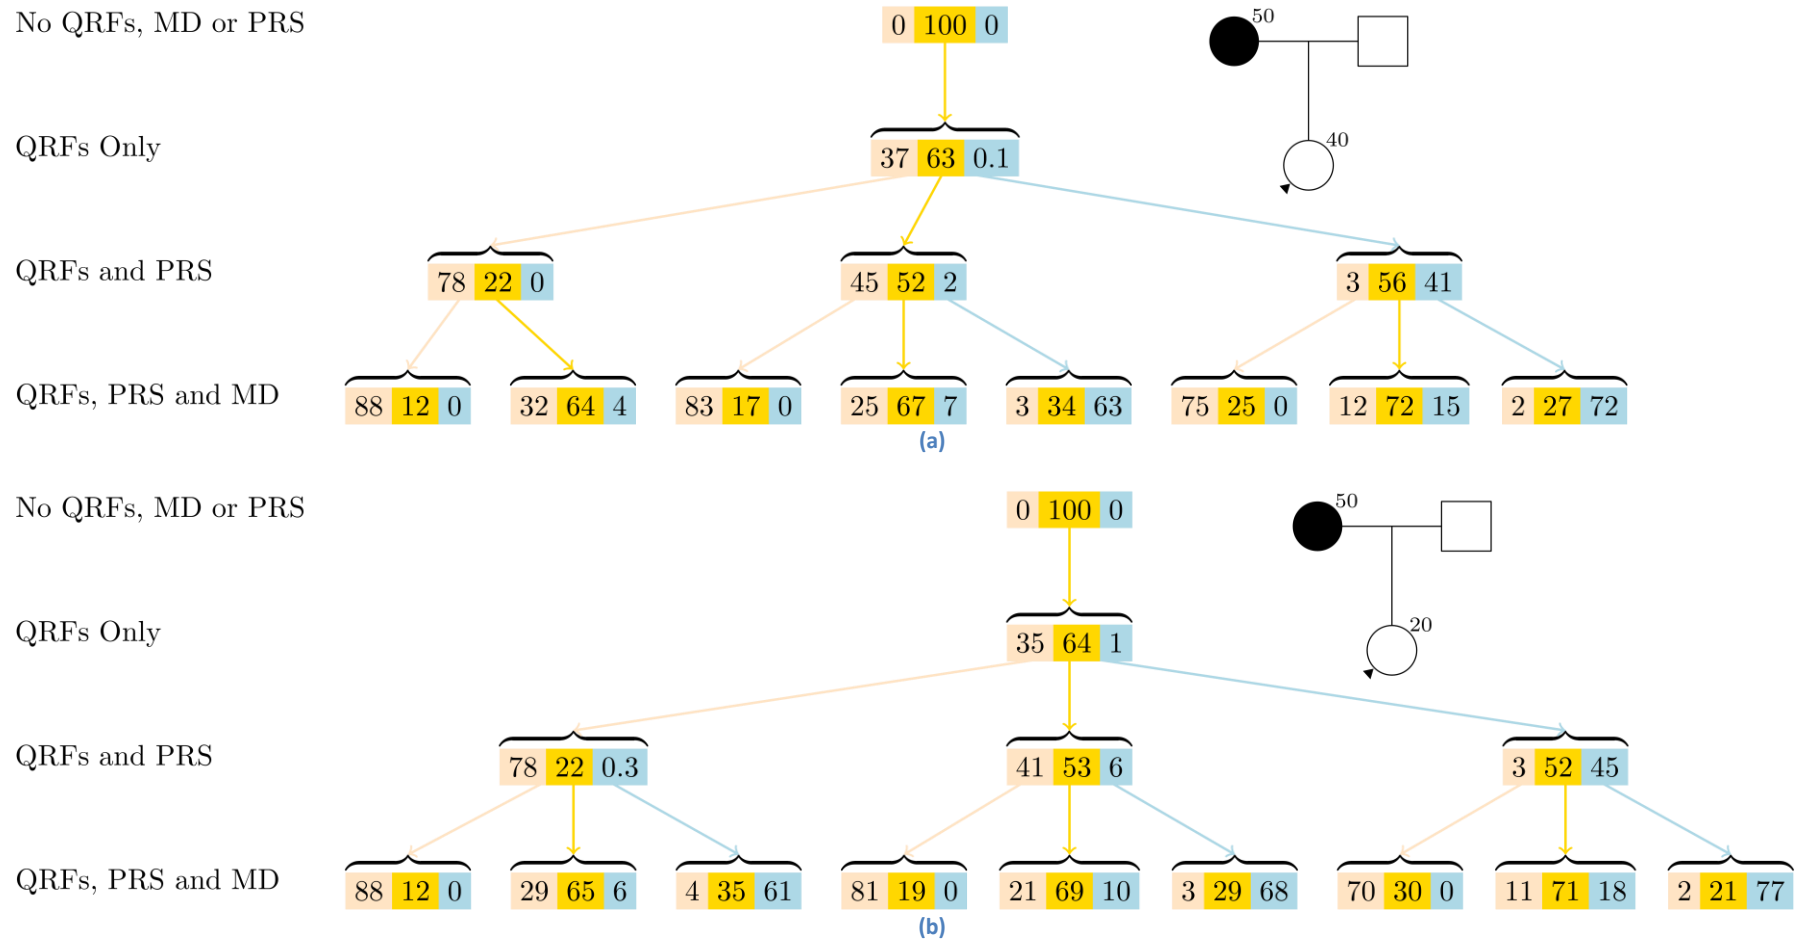 No QRFs, MD or PRS 0 100 0 50
QRFs Only 37 63 0.1 40
QRFs and PRS 78 22 0 45 52 2 3 56 41
QRFs, PRS and MD 88 12 0 32 64 4 83 17 0 25 67 7 3 34 63 75 25 0 12 72 15 2 27 72
(a)
No QRFs, MD or PRS 0 100 0 50
QRFs Only 35 64 1 20
QRFs and PRS 78 22 0.3 41 53 6 3 52 45
QRFs, PRS and MD 88 12 0 29 65 6 4 35 61 81 19 0 21 69 10 3 29 68 70 30 0 11 71 18 2 21 77
(b)